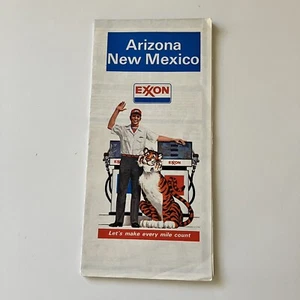 Arizona
New Mexico
EXXON
EXXON
Let's make every mile count